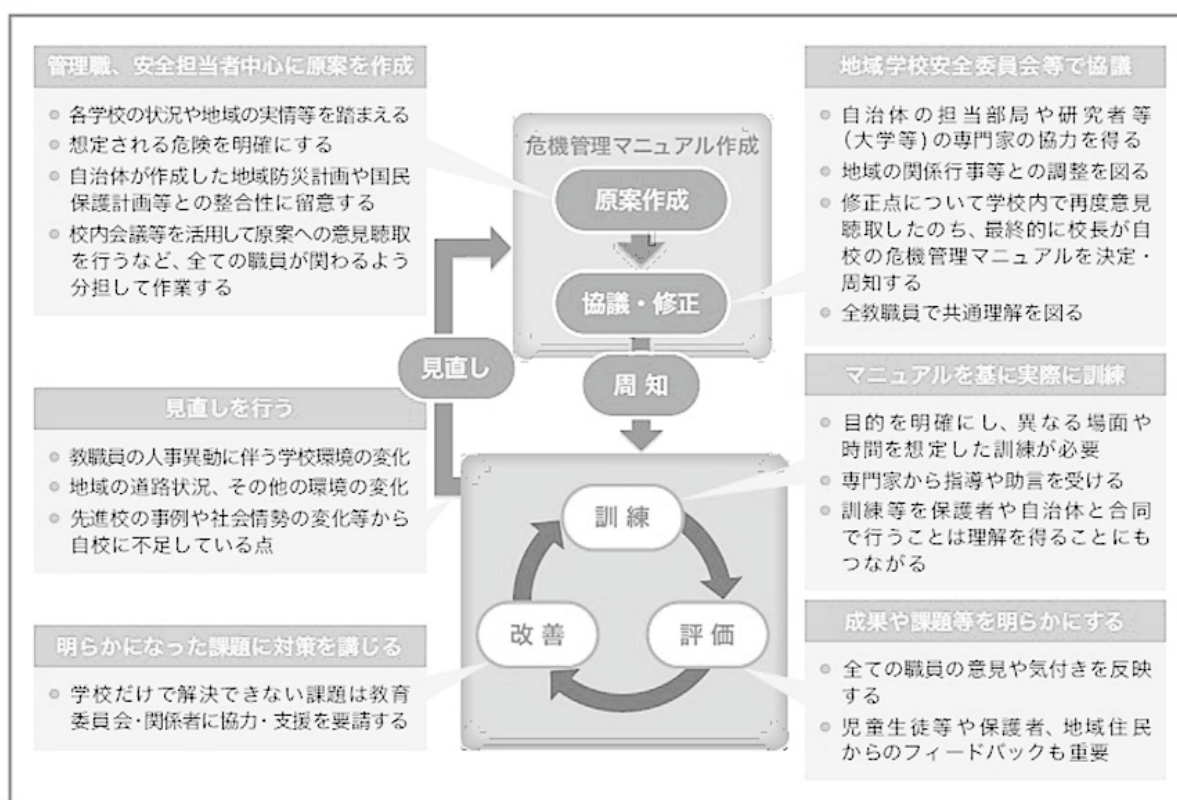 管理職、安全担当者中心に原案を作成
各学校の状況や地域の実情等を踏まえる
想定される危険を明確にする
自治体が作成した地域防災計画や国民
保護計画等との整合性に留意する
校内会議等を活用して原案への意見聴取
を行うなど、全ての職員が関わるよう
分担して作業する
危機管理マニュアル作成
原案作成
協議・修正
周知
見直し
地域学校安全委員会等で協議
自治体の担当部局や研究者等
(大学等)の専門家の協力を得る
地域の関係行事等との調整を図る
修正点について学校内で再度意見
聴取したのち、最終的に校長が自
校の危機管理マニュアルを決定・
周知する
全教職員で共通理解を図る
見直しを行う
教職員の人事異動に伴う学校環境の変化
地域の道路状況、その他の環境の変化
先進校の事例や社会情勢の変化等から
自校に不足している点
訓練
評価
改善
マニュアルを基に実際に訓練
目的を明確にし、異なる場面や
時間を想定した訓練が必要
専門家から指導や助言を受ける
訓練等を保護者や自治体と合同
で行うことは理解を得ることにも
つながる
明らかになった課題に対策を講じる
学校だけで解決できない課題は教育
委員会・関係者に協力・支援を要請する
成果や課題等を明らかにする
全ての職員の意見や気付きを反映
する
児童生徒等や保護者、地域住民
からのフィードバックも重要